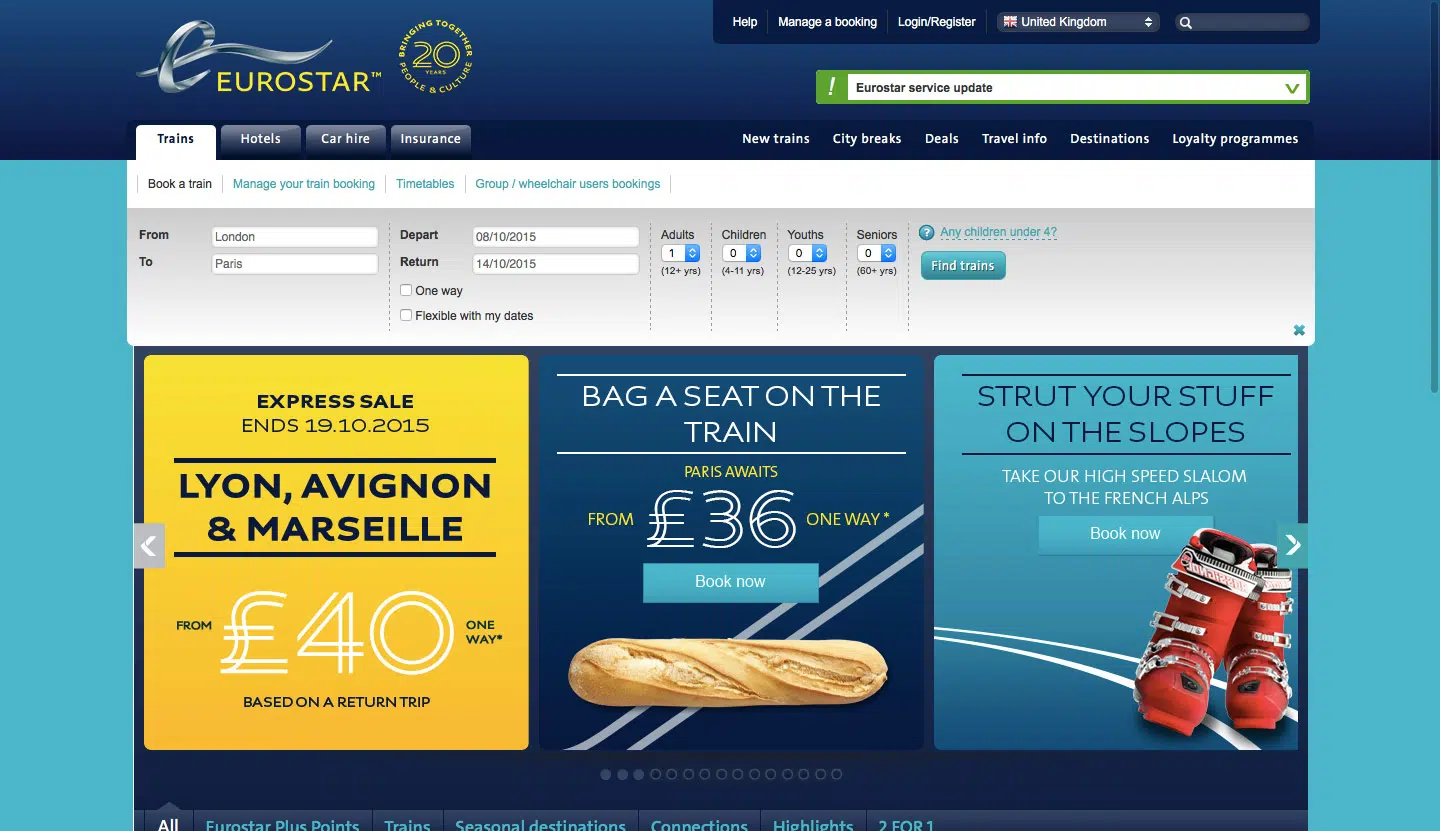 Help
Manage a booking
Login/Register
United Kingdom
EUROSTAR™
BRINGING TOGETHER
20
YEARS
PEOPLE & CULTURE
!
Eurostar service update
Trains
Hotels
Car hire
Insurance
New trains
City breaks
Deals
Travel info
Destinations
Loyalty programmes
Book a train
Manage your train booking
Timetables
Group / wheelchair users bookings
From
London
To
Paris
Depart
08/10/2015
Return
14/10/2015
One way
Flexible with my dates
Adults
1
(12+ yrs)
Children
0
(4-11 yrs)
Youths
0
(12-25 yrs)
Seniors
0
(60+ yrs)
?
Any children under 4?
Find trains
EXPRESS SALE
ENDS 19.10.2015
LYON, AVIGNON
& MARSEILLE
FROM
£40
ONE
WAY*
BASED ON A RETURN TRIP
BAG A SEAT ON THE
TRAIN
PARIS AWAITS
FROM
£36
ONE WAY *
Book now
STRUT YOUR STUFF
ON THE SLOPES
TAKE OUR HIGH SPEED SLALOM
TO THE FRENCH ALPS
Book now
All
Eurostar Plus Points
Trains
Seasonal destinations
Connections
Highlights
2 FOR 1